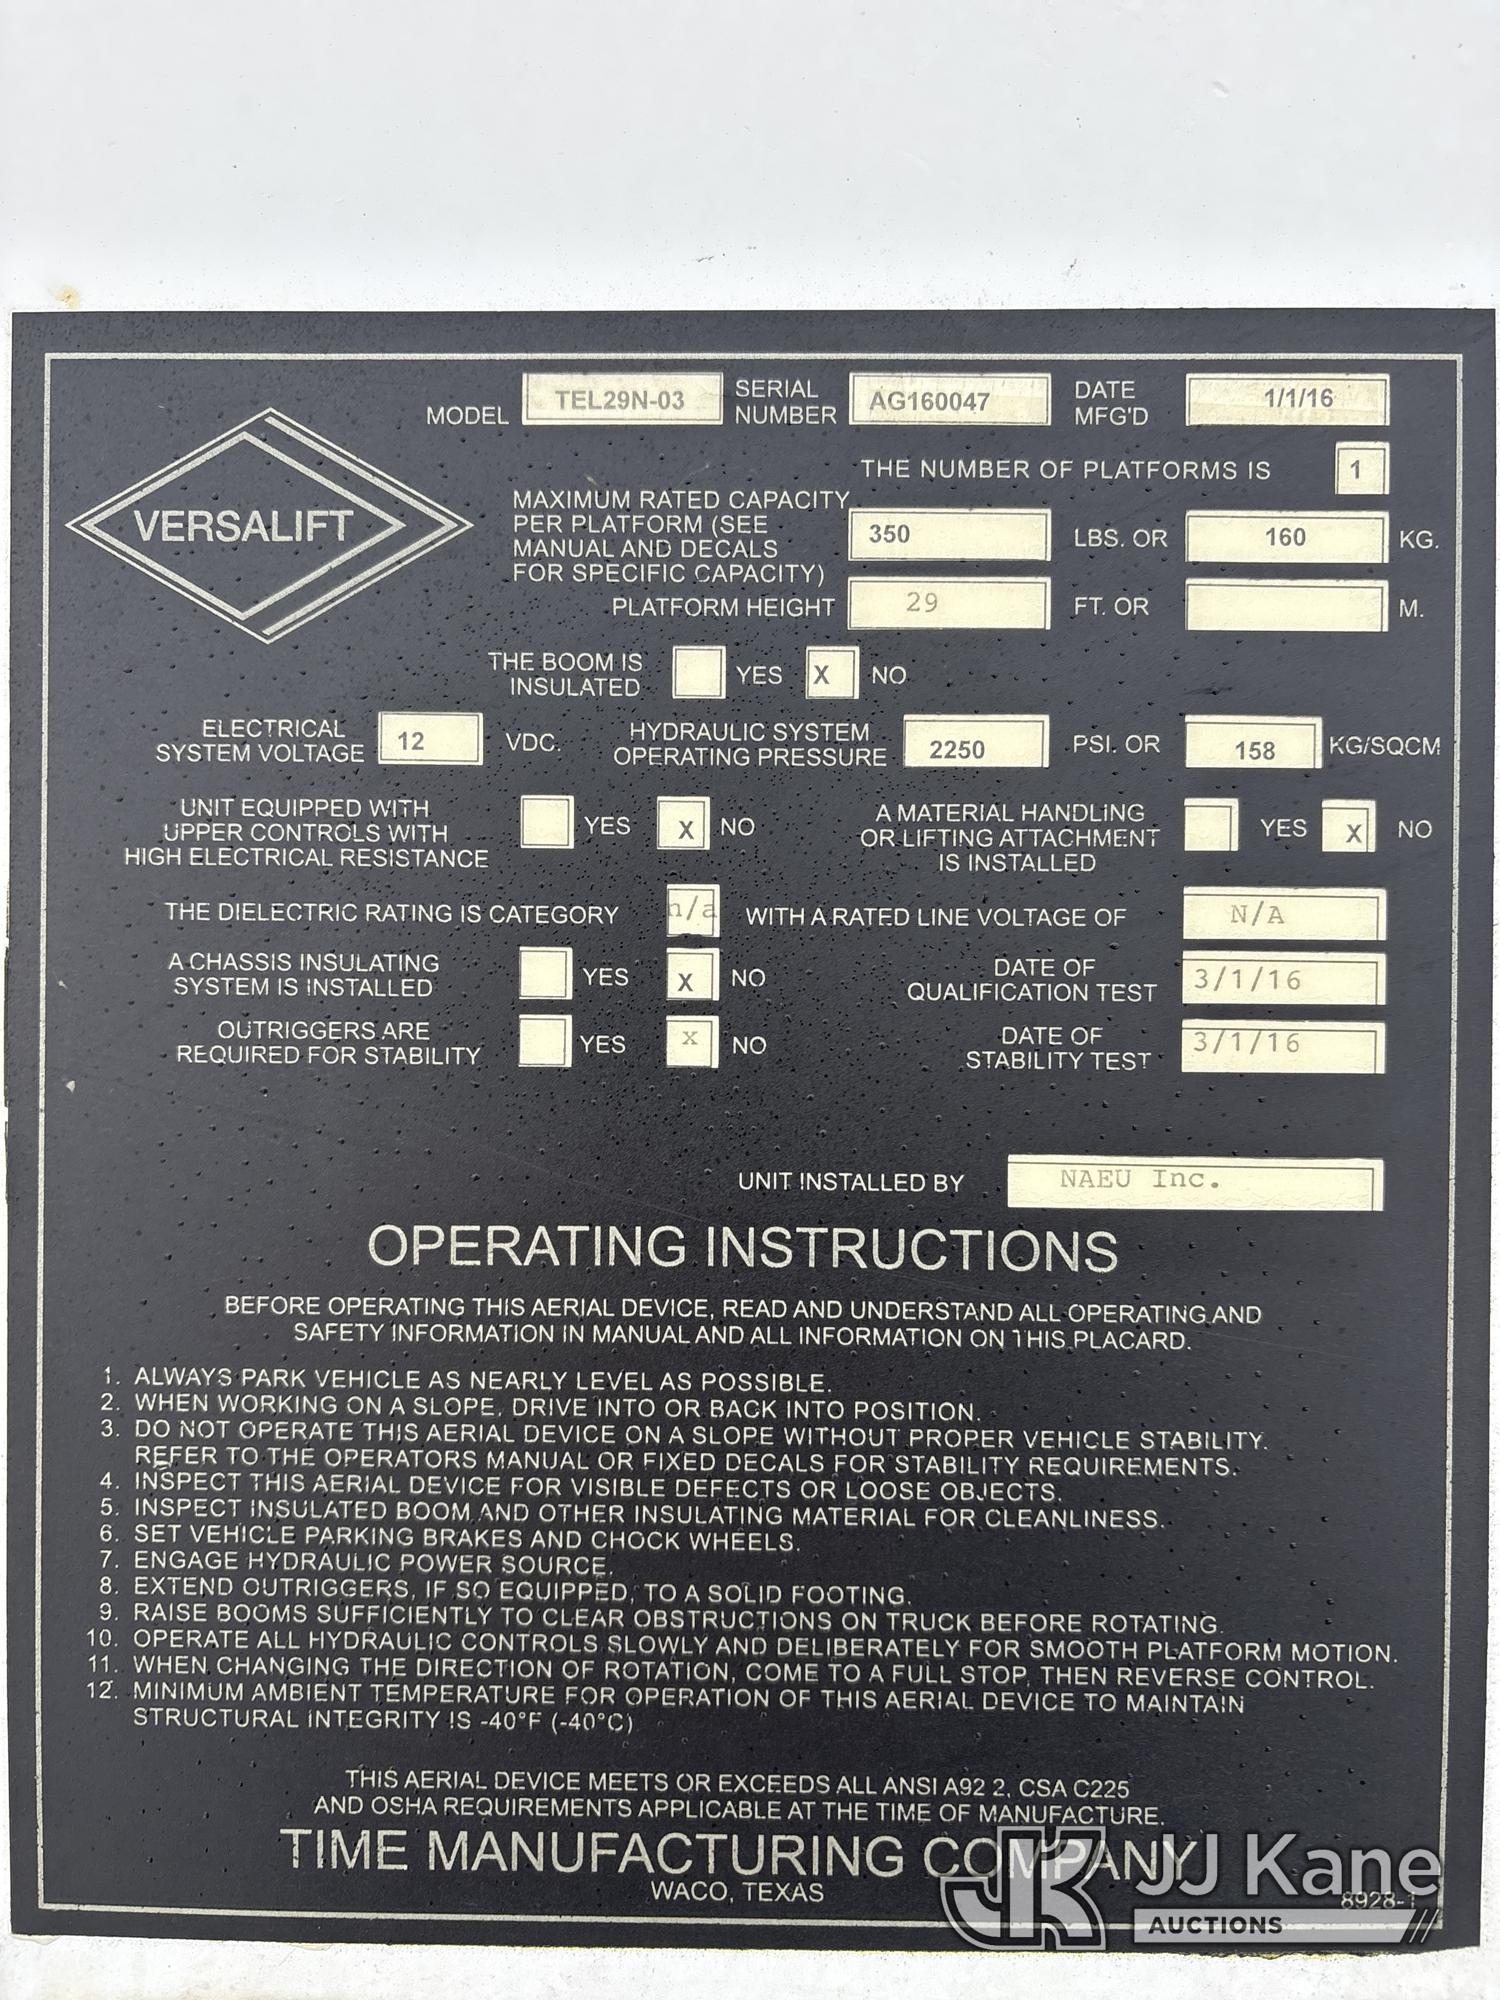 MODEL TEL29N-03 SERIAL NUMBER AG160047 DATE MFG'D 1/1/16
THE NUMBER OF PLATFORMS IS 1
VERSALIFT
MAXIMUM RATED CAPACITY
PER PLATFORM (SEE
MANUAL AND DECALS
FOR SPECIFIC CAPACITY) 350 LBS. OR 160 KG.
PLATFORM HEIGHT 29 FT. OR M.
THE BOOM IS
INSULATED YES X NO
ELECTRICAL
SYSTEM VOLTAGE 12 VDC.
HYDRAULIC SYSTEM
OPERATING PRESSURE 2250 PSI. OR 158 KG/SQCM
UNIT EQUIPPED WITH
UPPER CONTROLS WITH
HIGH ELECTRICAL RESISTANCE YES X NO
A MATERIAL HANDLING
OR LIFTING ATTACHMENT
IS INSTALLED YES X NO
THE DIELECTRIC RATING IS CATEGORY n/a WITH A RATED LINE VOLTAGE OF N/A
A CHASSIS INSULATING
SYSTEM IS INSTALLED YES X NO
DATE OF
QUALIFICATION TEST 3/1/16
OUTRIGGERS ARE
REQUIRED FOR STABILITY YES x NO
DATE OF
STABILITY TEST 3/1/16
UNIT INSTALLED BY NAEU Inc.
OPERATING INSTRUCTIONS
BEFORE OPERATING THIS AERIAL DEVICE, READ AND UNDERSTAND ALL OPERATING AND
SAFETY INFORMATION IN MANUAL AND ALL INFORMATION ON THIS PLACARD.
1. ALWAYS PARK VEHICLE AS NEARLY LEVEL AS POSSIBLE.
2. WHEN WORKING ON A SLOPE, DRIVE INTO OR BACK INTO POSITION.
3. DO NOT OPERATE THIS AERIAL DEVICE ON A SLOPE WITHOUT PROPER VEHICLE STABILITY.
REFER TO THE OPERATORS MANUAL OR FIXED DECALS FOR STABILITY REQUIREMENTS.
4. INSPECT THIS AERIAL DEVICE FOR VISIBLE DEFECTS OR LOOSE OBJECTS.
5. INSPECT INSULATED BOOM AND OTHER INSULATING MATERIAL FOR CLEANLINESS.
6. SET VEHICLE PARKING BRAKES AND CHOCK WHEELS.
7. ENGAGE HYDRAULIC POWER SOURCE.
8. EXTEND OUTRIGGERS, IF SO EQUIPPED, TO A SOLID FOOTING.
9. RAISE BOOMS SUFFICIENTLY TO CLEAR OBSTRUCTIONS ON TRUCK BEFORE ROTATING.
10. OPERATE ALL HYDRAULIC CONTROLS SLOWLY AND DELIBERATELY FOR SMOOTH PLATFORM MOTION.
11. WHEN CHANGING THE DIRECTION OF ROTATION, COME TO A FULL STOP, THEN REVERSE CONTROL.
12. MINIMUM AMBIENT TEMPERATURE FOR OPERATION OF THIS AERIAL DEVICE TO MAINTAIN
STRUCTURAL INTEGRITY IS -40°F (-40°C)
THIS AERIAL DEVICE MEETS OR EXCEEDS ALL ANSI A92 2, CSA C225
AND OSHA REQUIREMENTS APPLICABLE AT THE TIME OF MANUFACTURE.
TIME MANUFACTURING COMPANY
WACO, TEXAS
JK JJ Kane
AUCTIONS